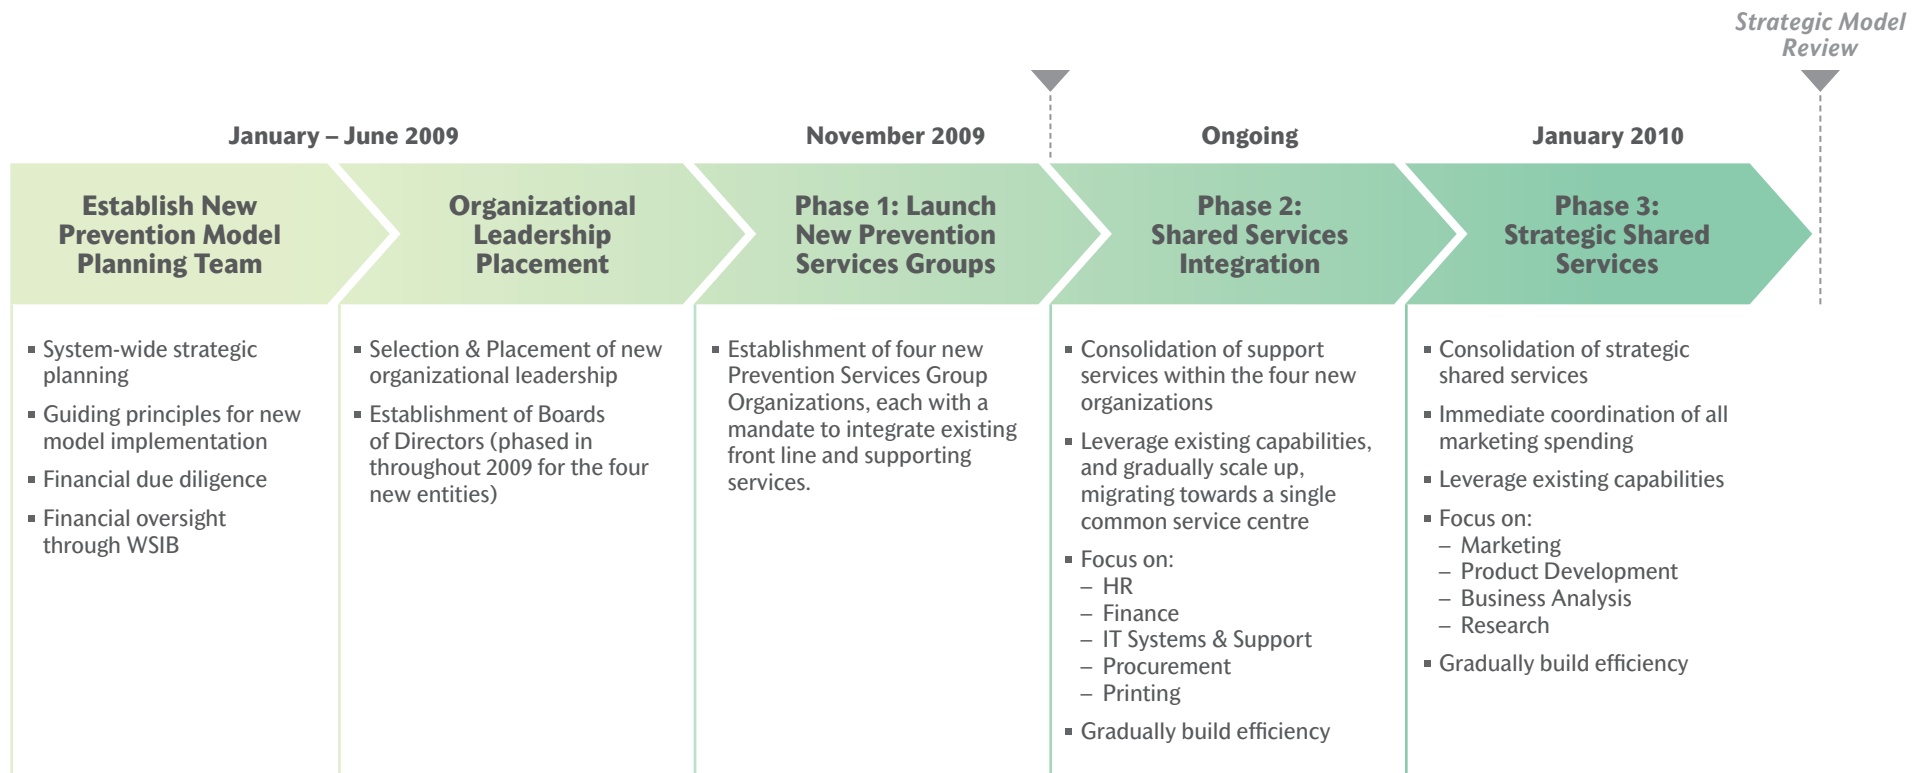 Strategic Model
Review
January – June 2009
November 2009
Ongoing
January 2010
Establish New
Prevention Model
Planning Team
Organizational
Leadership
Placement
Phase 1: Launch
New Prevention
Services Groups
Phase 2:
Shared Services
Integration
Phase 3:
Strategic Shared
Services
▪ System-wide strategic
planning
▪ Guiding principles for new
model implementation
▪ Financial due diligence
▪ Financial oversight
through WSIB
▪ Selection & Placement of new
organizational leadership
▪ Establishment of Boards
of Directors (phased in
throughout 2009 for the four
new entities)
▪ Establishment of four new
Prevention Services Group
Organizations, each with a
mandate to integrate existing
front line and supporting
services.
▪ Consolidation of support
services within the four new
organizations
▪ Leverage existing capabilities,
and gradually scale up,
migrating towards a single
common service centre
▪ Focus on:
– HR
– Finance
– IT Systems & Support
– Procurement
– Printing
▪ Gradually build efficiency
▪ Consolidation of strategic
shared services
▪ Immediate coordination of all
marketing spending
▪ Leverage existing capabilities
▪ Focus on:
– Marketing
– Product Development
– Business Analysis
– Research
▪ Gradually build efficiency